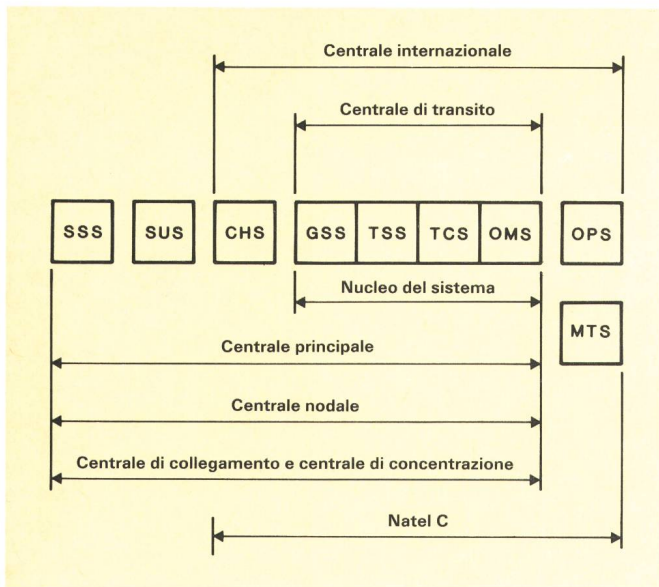 Centrale internazionale
Centrale di transito
SSS SUS CHS GSS TSS TCS OMS OPS
Nucleo del sistema
MTS
Centrale principale
Centrale nodale
Centrale di collegamento e centrale di concentrazione
Natel C